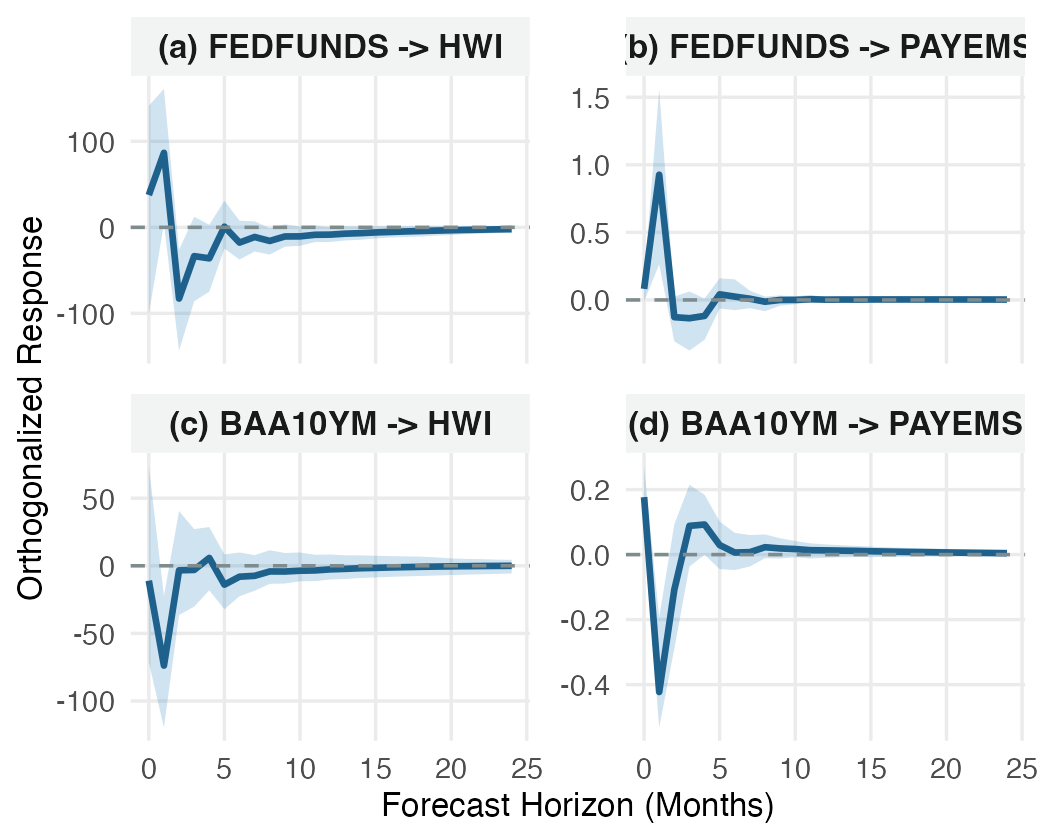 (a) FEDFUNDS -> HWI
(b) FEDFUNDS -> PAYEMS
100
0
-100
1.5
1.0
0.5
0.0
Orthogonalized Response
(c) BAA10YM -> HWI
(d) BAA10YM -> PAYEMS
50
0
-50
-100
0.2
0.0
-0.2
-0.4
0 5 10 15 20 25
0 5 10 15 20 25
Forecast Horizon (Months)